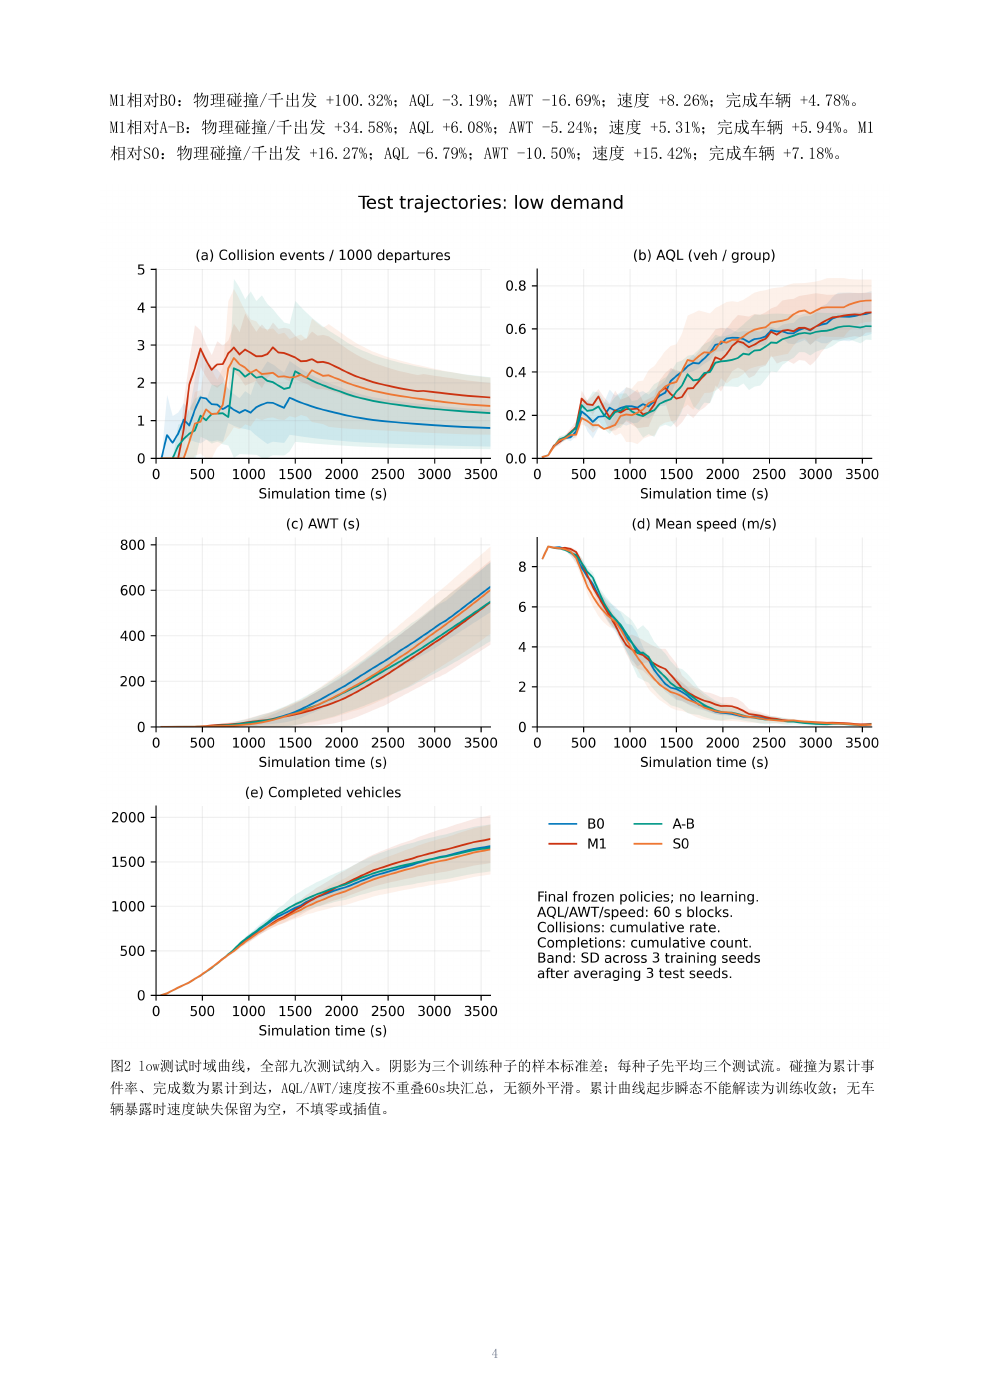 M1相对B0：物理碰撞/千出发 +100.32%；AQL -3.19%；AWT -16.69%；速度 +8.26%；完成车辆 +4.78%。
M1相对A-B：物理碰撞/千出发 +34.58%；AQL +6.08%；AWT -5.24%；速度 +5.31%；完成车辆 +5.94%。M1
相对S0：物理碰撞/千出发 +16.27%；AQL -6.79%；AWT -10.50%；速度 +15.42%；完成车辆 +7.18%。
Test trajectories: low demand
(a) Collision events / 1000 departures
5
4
3
2
1
0
0 500 1000 1500 2000 2500 3000 3500
Simulation time (s)
(b) AQL (veh / group)
0.8
0.6
0.4
0.2
0.0
0 500 1000 1500 2000 2500 3000 3500
Simulation time (s)
(c) AWT (s)
800
600
400
200
0
0 500 1000 1500 2000 2500 3000 3500
Simulation time (s)
(d) Mean speed (m/s)
8
6
4
2
0
0 500 1000 1500 2000 2500 3000 3500
Simulation time (s)
(e) Completed vehicles
2000
1500
1000
500
0
0 500 1000 1500 2000 2500 3000 3500
Simulation time (s)
B0 A-B
M1 S0
Final frozen policies; no learning.
AQL/AWT/speed: 60 s blocks.
Collisions: cumulative rate.
Completions: cumulative count.
Band: SD across 3 training seeds
after averaging 3 test seeds.
图2 low测试时域曲线，全部九次测试纳入。阴影为三个训练种子的样本标准差；每种子先平均三个测试流。碰撞为累计事
件率、完成数为累计到达，AQL/AWT/速度按不重叠60s块汇总，无额外平滑。累计曲线起步瞬态不能解读为训练收敛；无车
辆暴露时速度缺失保留为空，不填零或插值。
4